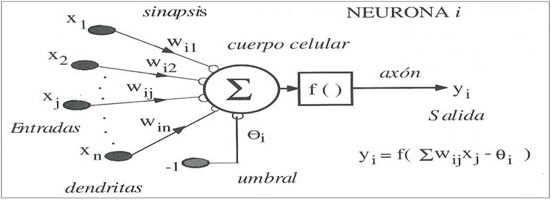 sinapsis
NEURONA i
x1
wi1
cuerpo celular
x2
wi2
axón
xj
wij
Σ
f ( )
yi
Entradas
win
Salida
θi
xn
-1
yi = f( Σwijxj - θi )
dendritas
umbral